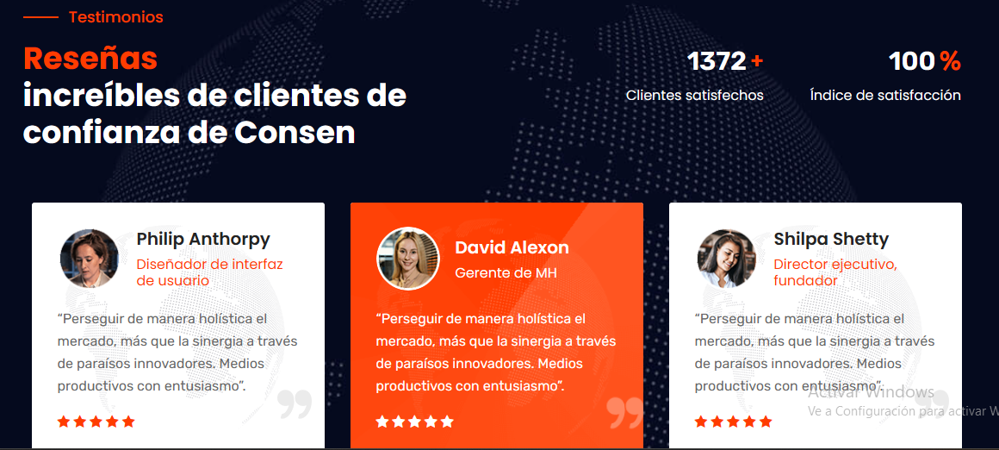 Testimonios
Reseñas
increíbles de clientes de
confianza de Consen
1372 +
Clientes satisfechos
100 %
Índice de satisfacción
Philip Anthorpy
Diseñador de interfaz
de usuario
“Perseguir de manera holística el
mercado, más que la sinergia a través
de paraísos innovadores. Medios
productivos con entusiasmo”.
David Alexon
Gerente de MH
“Perseguir de manera holística el
mercado, más que la sinergia a través
de paraísos innovadores. Medios
productivos con entusiasmo”.
Shilpa Shetty
Director ejecutivo,
fundador
“Perseguir de manera holística el
mercado, más que la sinergia a través
de paraísos innovadores. Medios
productivos con entusiasmo”.
Activar Windows
Ve a Configuración para activar W